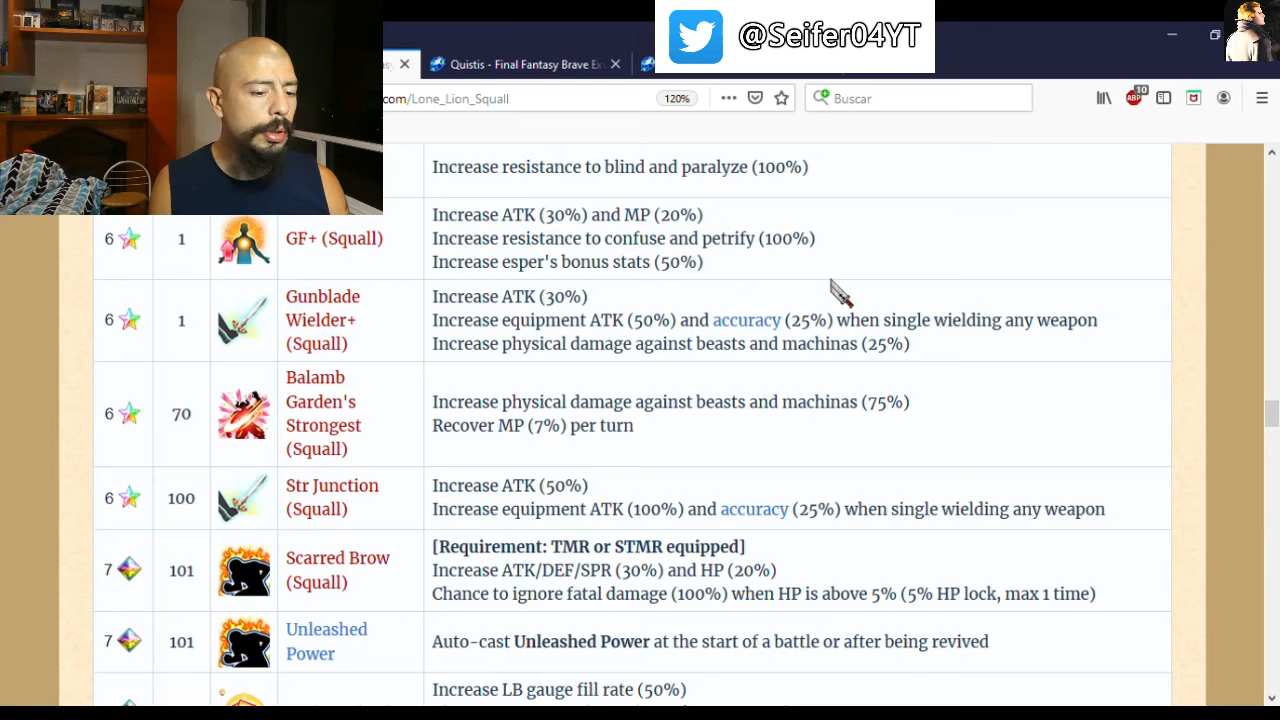 @Seifer04YT
Quistis - Final Fantasy Brave Ex
com/Lone_Lion_Squall
120%
Buscar
10
Increase resistance to blind and paralyze (100%)
6
1
GF+ (Squall)
Increase ATK (30%) and MP (20%)
Increase resistance to confuse and petrify (100%)
Increase esper's bonus stats (50%)
6
1
Gunblade
Wielder+
(Squall)
Increase ATK (30%)
Increase equipment ATK (50%) and accuracy (25%) when single wielding any weapon
Increase physical damage against beasts and machinas (25%)
6
70
Balamb
Garden's
Strongest
(Squall)
Increase physical damage against beasts and machinas (75%)
Recover MP (7%) per turn
6
100
Str Junction
(Squall)
Increase ATK (50%)
Increase equipment ATK (100%) and accuracy (25%) when single wielding any weapon
7
101
Scarred Brow
(Squall)
[Requirement: TMR or STMR equipped]
Increase ATK/DEF/SPR (30%) and HP (20%)
Chance to ignore fatal damage (100%) when HP is above 5% (5% HP lock, max 1 time)
7
101
Unleashed
Power
Auto-cast Unleashed Power at the start of a battle or after being revived
Increase LB gauge fill rate (50%)